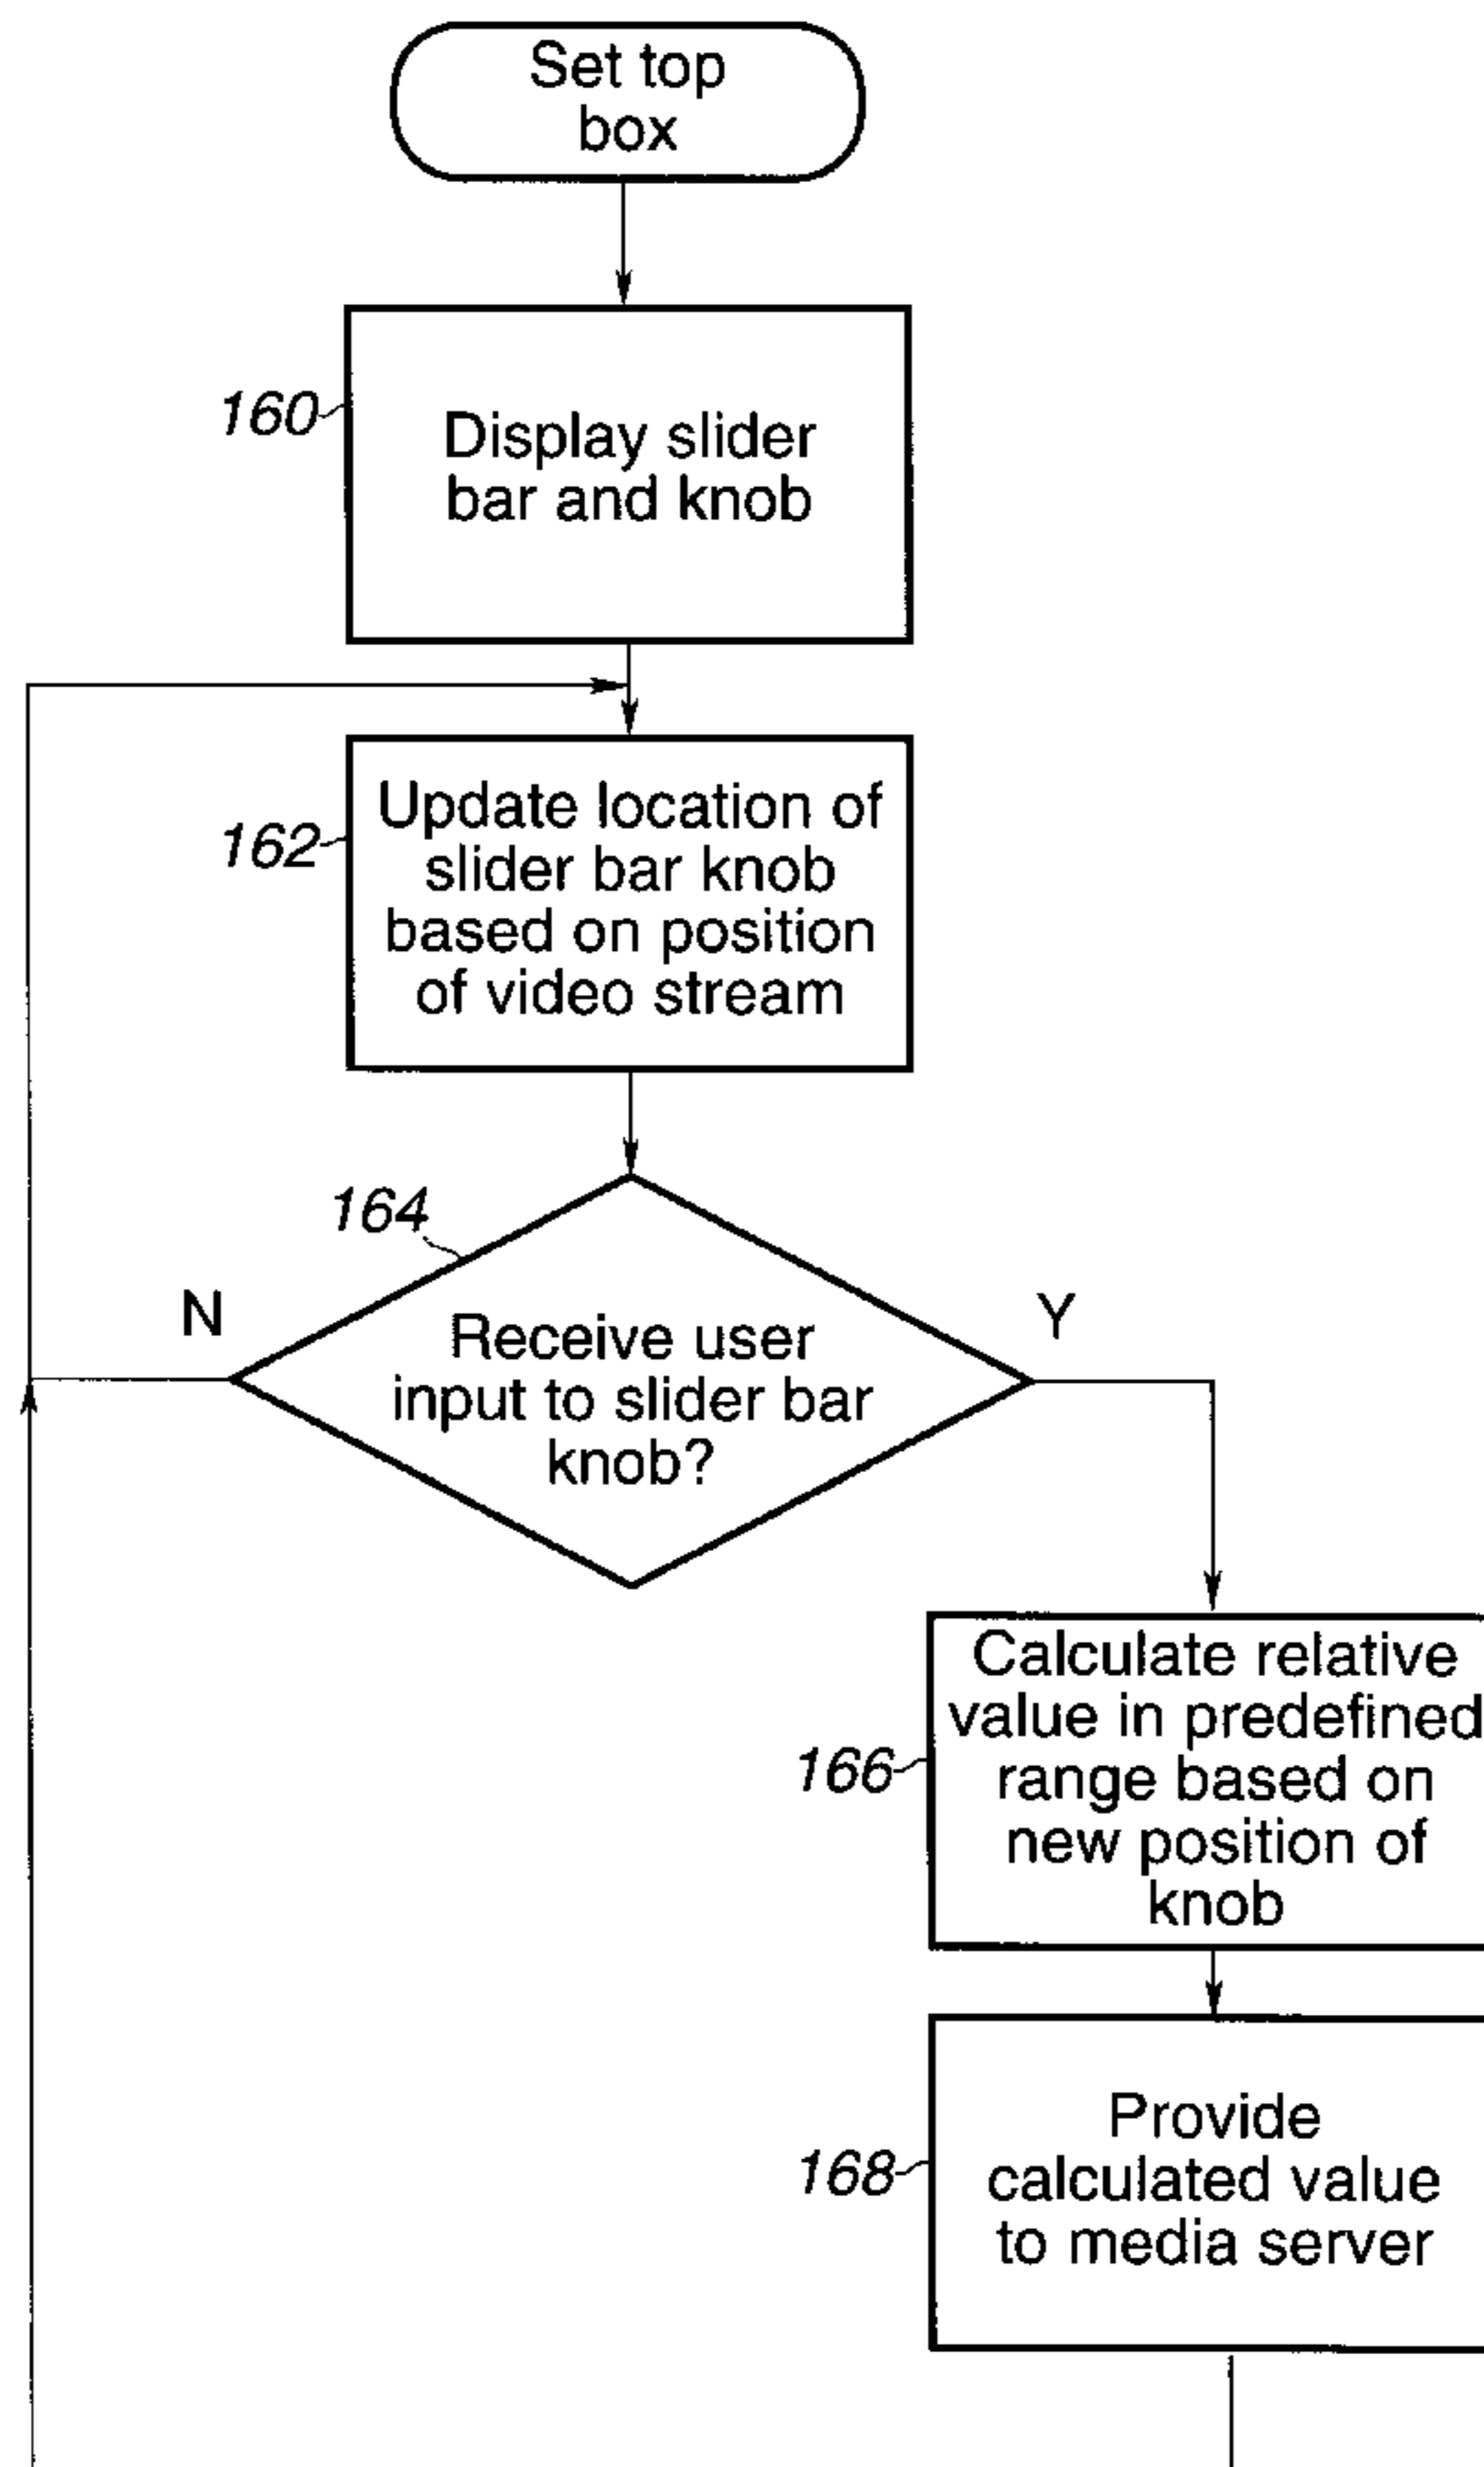 Set top
box
160
Display slider
bar and knob
162
Update location of
slider bar knob
based on position
of video stream
164
N
Y
Receive user
input to slider bar
knob?
166
Calculate relative
value in predefined
range based on
new position of
knob
168
Provide
calculated value
to media server